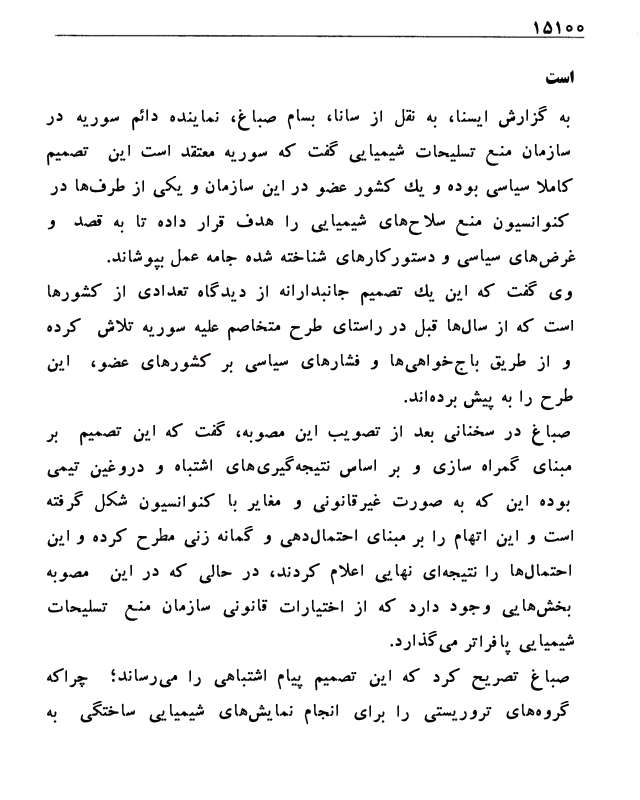 ۱۵۱۰۰
است
به گزارش ایسنا، به نقل از سانا، بسام صباغ، نماینده دائم سوریه در
سازمان منع تسلیحات شیمیایی گفت که سوریه معتقد است این تصمیم
کاملا سیاسی بوده و یك کشور عضو در این سازمان و یکی از طرف‌ها در
کنوانسیون منع سلاح‌های شیمیایی را هدف قرار داده تا به قصد و
غرض‌های سیاسی و دستورکارهای شناخته شده جامه عمل بپوشاند.
وی گفت که این یك تصمیم جانبدارانه از دیدگاه تعدادی از کشورها
است که از سال‌ها قبل در راستای طرح متخاصم علیه سوریه تلاش کرده
و از طریق باج‌خواهی‌ها و فشارهای سیاسی بر کشورهای عضو، این
طرح را به پیش برده‌اند.
صباغ در سخنانی بعد از تصویب این مصوبه، گفت که این تصمیم بر
مبنای گمراه سازی و بر اساس نتیجه‌گیری‌های اشتباه و دروغین تیمی
بوده این که به صورت غیرقانونی و مغایر با کنوانسیون شکل گرفته
است و این اتهام را بر مبنای احتمال‌دهی و گمانه زنی مطرح کرده و این
احتمال‌ها را نتیجه‌ای نهایی اعلام کردند، در حالی که در این مصوبه
بخش‌هایی وجود دارد که از اختیارات قانونی سازمان منع تسلیحات
شیمیایی پا فراتر می‌گذارد.
صباغ تصریح کرد که این تصمیم پیام اشتباهی را می‌رساند؛ چراکه
گروه‌های تروریستی را برای انجام نمایش‌های شیمیایی ساختگی به